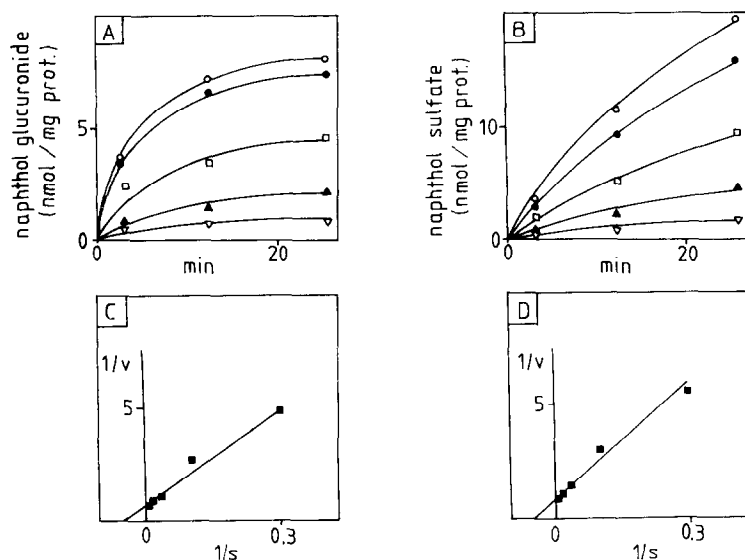 A
naphthol glucuronide
(nmol / mg prot.)
5
0
0
20
min
B
naphthol sulfate
(nmol / mg prot.)
10
0
0
20
min
C
1/v
5
0
0.3
1/s
D
1/v
5
0
0.3
1/s